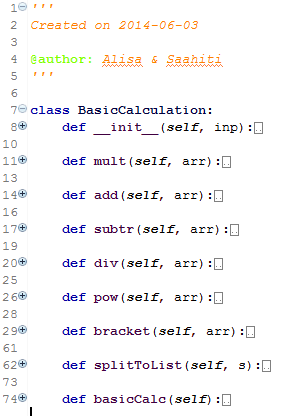 1 '''
2 Created on 2014-06-03
3
4 @author: Alisa & Saahiti
5 '''
6
7 class BasicCalculation:
8 def __init__(self, inp):
10
11 def mult(self, arr):
13
14 def add(self, arr):
16
17 def subtr(self, arr):
19
20 def div(self, arr):
25
26 def pow(self, arr):
28
29 def bracket(self, arr):
61
62 def splitToList(self, s):
73
74 def basicCalc(self):